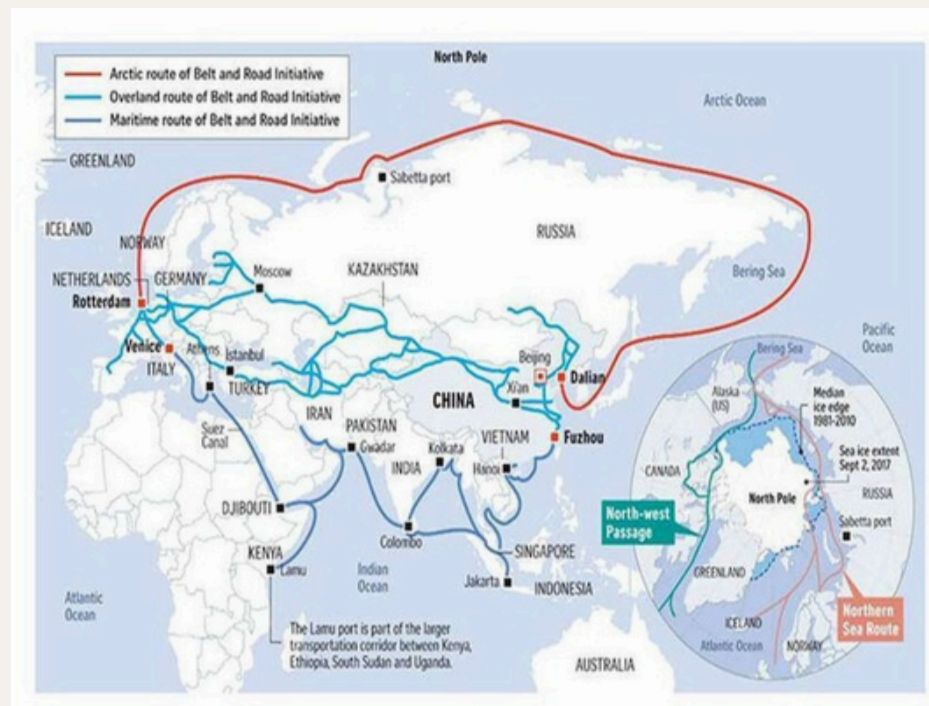 North Pole
Arctic route of Belt and Road Initiative
Overland route of Belt and Road Initiative
Maritime route of Belt and Road Initiative
Arctic Ocean
GREENLAND
Sabetta port
ICELAND
NORWAY
RUSSIA
NETHERLANDS
GERMANY
Moscow
KAZAKHSTAN
Bering Sea
Rotterdam
Venice
Athens
Istanbul
ITALY
TURKEY
Beijing
Dalian
Xi'an
CHINA
Pacific
Ocean
IRAN
PAKISTAN
Gwadar
Suez
Canal
INDIA
Kolkata
VIETNAM
Hanoi
Fuzhou
DJIBOUTI
Colombo
KENYA
Lamu
Indian
Ocean
SINGAPORE
Jakarta
INDONESIA
Atlantic
Ocean
The Lamu port is part of the larger
transportation corridor between Kenya,
Ethiopia, South Sudan and Uganda.
AUSTRALIA
Bering Sea
Alaska
(US)
Median
ice edge
1981-2010
Sea ice extent
Sept 2, 2017
CANADA
North Pole
RUSSIA
North-west
Passage
Sabetta port
GREENLAND
Northern
Sea Route
ICELAND
Atlantic Ocean
NORWAY